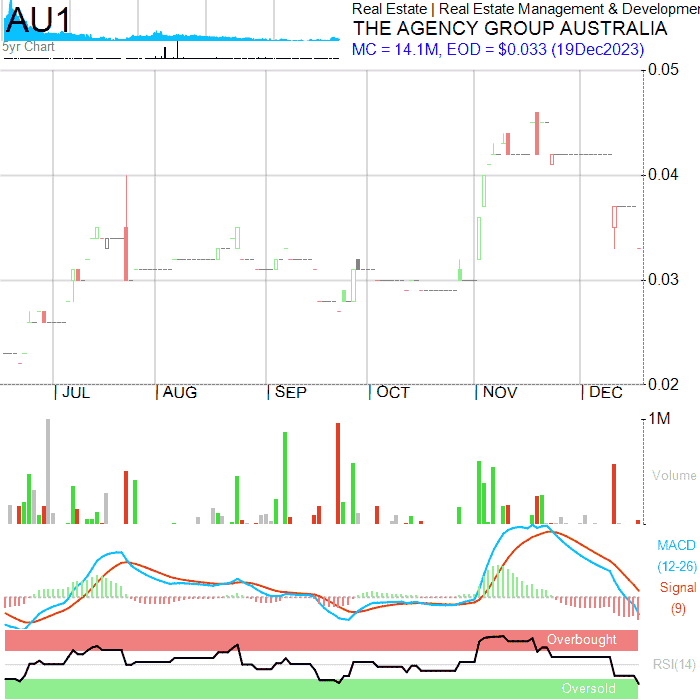 AU1
5yr Chart
Real Estate | Real Estate Management & Developmen
THE AGENCY GROUP AUSTRALIA
MC = 14.1M, EOD = $0.033 (19Dec2023)
0.05
0.04
0.03
0.02
JUL AUG SEP OCT NOV DEC
1M
Volume
MACD
(12-26)
Signal
(9)
Overbought
RSI(14)
Oversold